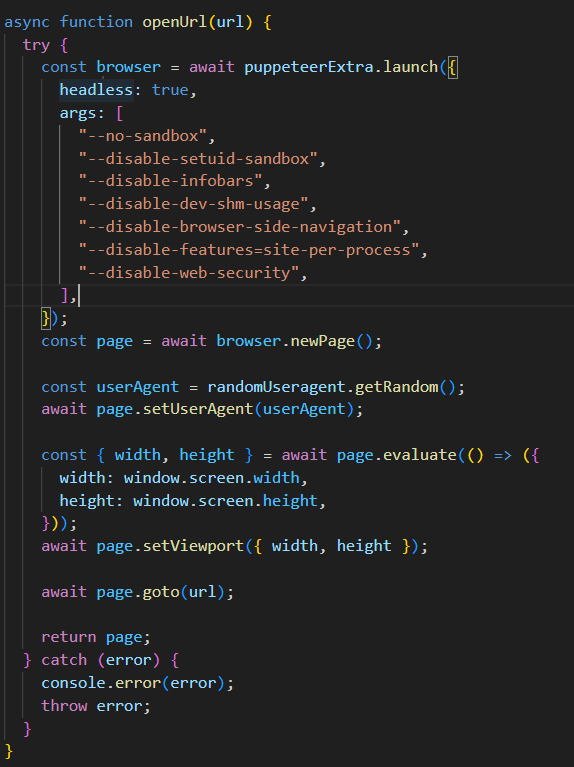 async function openUrl(url) {
  try {
    const browser = await puppeteerExtra.launch({
      headless: true,
      args: [
        "--no-sandbox",
        "--disable-setuid-sandbox",
        "--disable-infobars",
        "--disable-dev-shm-usage",
        "--disable-browser-side-navigation",
        "--disable-features=site-per-process",
        "--disable-web-security",
      ],
    });
    const page = await browser.newPage();

    const userAgent = randomUseragent.getRandom();
    await page.setUserAgent(userAgent);

    const { width, height } = await page.evaluate(() => ({
      width: window.screen.width,
      height: window.screen.height,
    }));
    await page.setViewport({ width, height });

    await page.goto(url);

    return page;
  } catch (error) {
    console.error(error);
    throw error;
  }
}